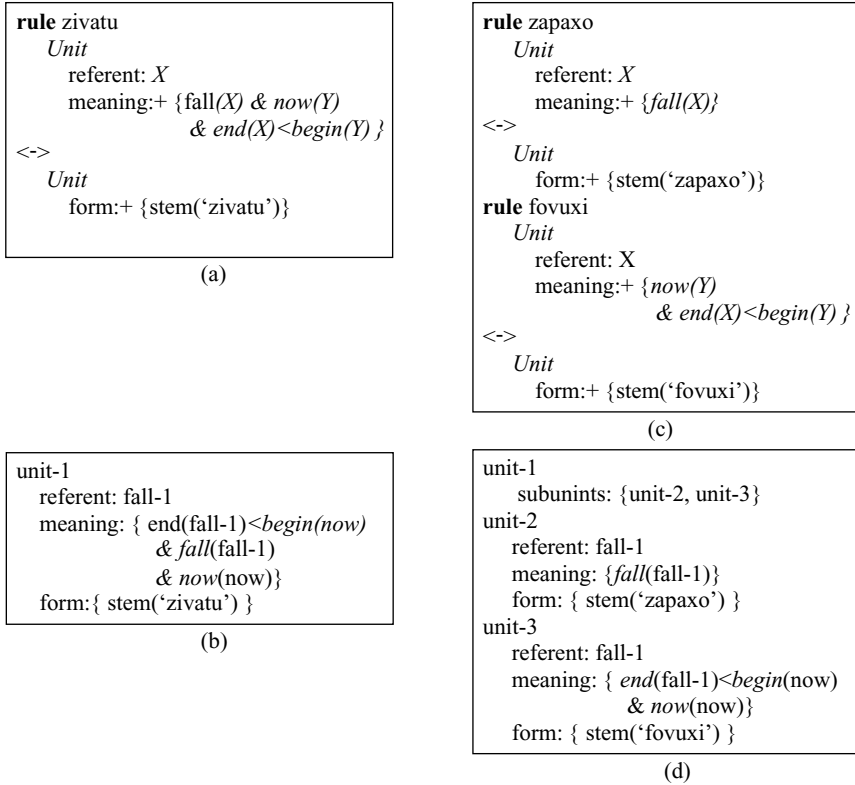 rule zivatu
Unit
referent: X
meaning:+ {fall(X) & now(Y)
& end(X)<begin(Y) }
<->
Unit
form:+ {stem(‘zivatu’)}
(a)
rule zapaxo
Unit
referent: X
meaning:+ {fall(X)}
<->
Unit
form:+ {stem(‘zapaxo’)}
rule fovuxi
Unit
referent: X
meaning:+ {now(Y)
& end(X)<begin(Y) }
<->
Unit
form:+ {stem(‘fovuxi’)}
(c)
unit-1
referent: fall-1
meaning: { end(fall-1)<begin(now)
& fall(fall-1)
& now(now)}
form:{ stem(‘zivatu’) }
(b)
unit-1
subunints: {unit-2, unit-3}
unit-2
referent: fall-1
meaning: {fall(fall-1)}
form: { stem(‘zapaxo’) }
unit-3
referent: fall-1
meaning: { end(fall-1)<begin(now)
& now(now)}
form: { stem(‘fovuxi’) }
(d)